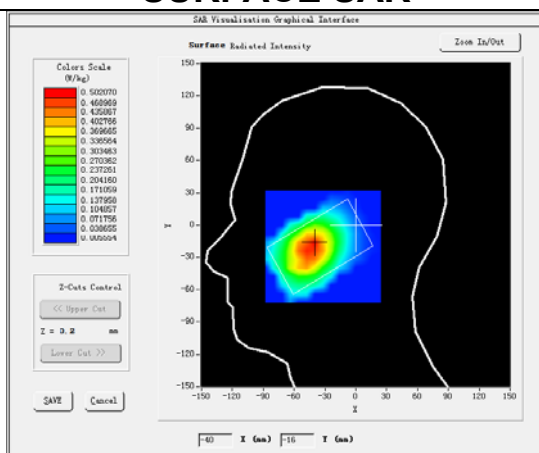 SURFACE SAR
SAR Visualisation Graphical Interface
Surface Radiated Intensity
Zoom In/Out
Colors Scale
(W/kg)
0.502070
0.468969
0.435867
0.402766
0.369665
0.336564
0.303463
0.270362
0.237261
0.204160
0.171059
0.137958
0.104857
0.071756
0.038655
0.005554
150
120
90
60
30
0
-30
-60
-90
-120
-150
Y
-150 -120 -90 -60 -30 0 30 60 90 120 150
X
Z-Cuts Control
<< Upper Cut
Z = 3.2 mm
Lower Cut >>
SAVE Cancel
-40 X (mm) -16 Y (mm)